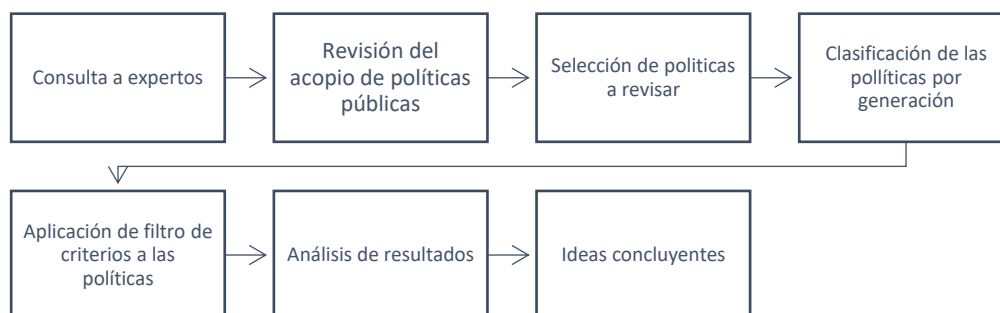 Consulta a expertos
Revisión del
acopio de políticas
públicas
Selección de politicas
a revisar
Clasificación de las
pollíticas por
generación
Aplicación de filtro de
criterios a las
políticas
Análisis de resultados
Ideas concluyentes